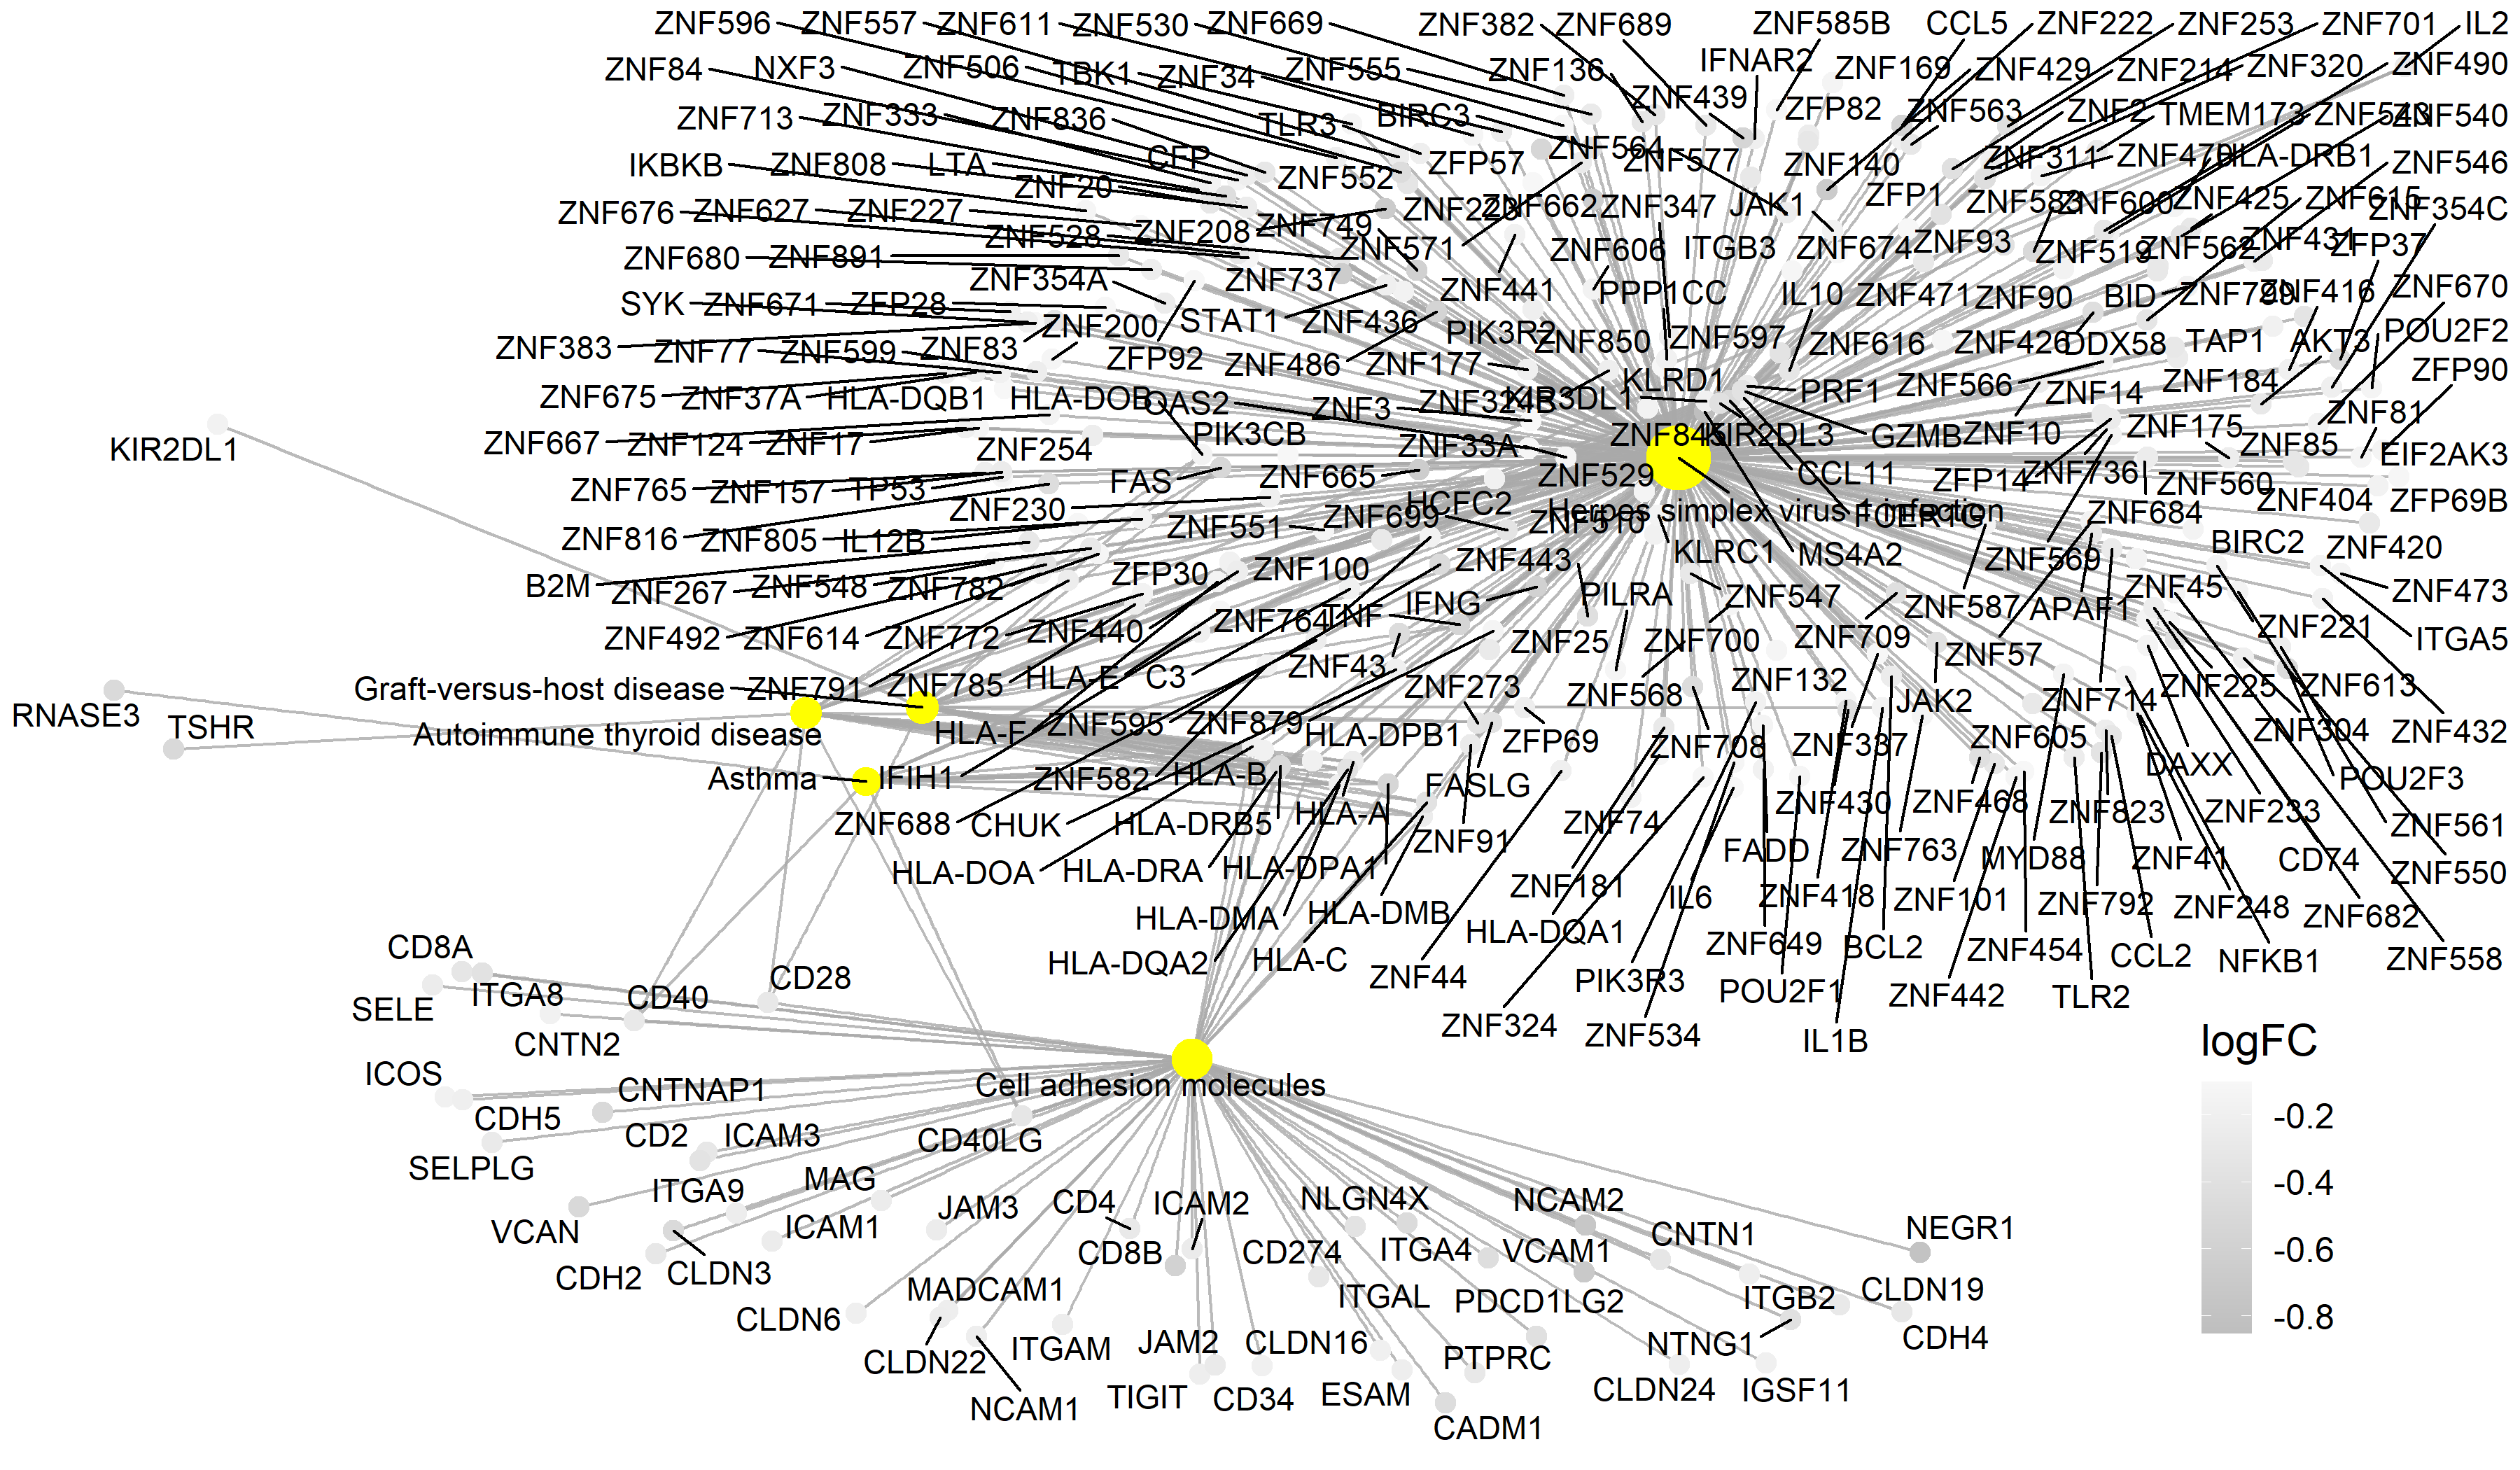 ZNF596 ZNF557 ZNF611 ZNF530 ZNF669 ZNF382 ZNF689 ZNF585B CCL5 ZNF222 ZNF253 ZNF701 IL2
ZNF84 NXF3 ZNF506 TBK1 ZNF34 ZNF555 ZNF136 IFNAR2 ZNF169 ZNF429 ZNF214 ZNF320 ZNF490
ZNF713 ZNF333 ZNF836 TLR3 BIRC3 ZNF439 ZFP82 ZNF563 ZNF2 TMEM173 ZNF540
IKBKB ZNF808 LTA CFP ZNF20 ZNF552 ZFP57 ZNF564 ZNF577 ZNF140 ZNF311 ZNF470 HLA-DRB1 ZNF546
ZNF676 ZNF627 ZNF227 ZNF208 ZNF749 ZNF662 ZNF347 JAK1 ZFP1 ZNF583 ZNF600 ZNF425 ZNF615 ZNF354C
ZNF680 ZNF891 ZNF528 ZNF571 ZNF606 ITGB3 ZNF674 ZNF93 ZNF519 ZNF562 ZNF431 ZFP37
ZNF354A ZNF737 ZNF441 PPP1CC IL10 ZNF471 ZNF90 BID ZNF799 ZNF416 ZNF670
SYK ZNF671 ZFP28 ZNF200 STAT1 ZNF436 PIK3R2 ZNF850 ZNF597 ZNF616 ZNF426 DDX58 TAP1 AKT3 POU2F2
ZNF383 ZNF77 ZNF599 ZNF83 ZFP92 ZNF486 ZNF177 KLRD1 PRF1 ZNF566 ZNF14 ZNF184 ZFP90
ZNF675 ZNF37A HLA-DQB1 HLA-DOB OAS2 ZNF3 KIR3DL1 ZNF81
KIR2DL1 ZNF667 ZNF124 ZNF17 ZNF254 PIK3CB ZNF33A KIR2DL3 GZMB ZNF10 ZNF175 ZNF85 EIF2AK3
ZNF765 ZNF157 TP53 FAS ZNF665 ZNF529 CCL11 ZFP14 ZNF736 ZNF560 ZNF404 ZFP69B
ZNF230 HCFC2 ZNF699 ZNF510 Herpes simplex virus 1 infection FCER1G ZNF684
ZNF816 ZNF805 IL12B ZNF551 KLRC1 MS4A2 ZNF569 BIRC2 ZNF420
B2M ZNF267 ZNF548 ZNF782 ZFP30 ZNF100 ZNF443 PILRA ZNF547 ZNF587 APAF1 ZNF45 ZNF473
ZNF492 ZNF614 ZNF772 ZNF440 ZNF764 TNF IFNG ZNF25 ZNF700 ZNF709 ZNF57 ZNF221 ITGA5
Graft-versus-host disease ZNF791 ZNF785 HLA-E C3 ZNF43 ZNF273 ZNF568 ZNF132 JAK2 ZNF714 ZNF225 ZNF613
RNASE3 TSHR Autoimmune thyroid disease HLA-F ZNF595 ZNF879 HLA-DPB1 ZFP69 ZNF708 ZNF337 ZNF605 ZNF304 ZNF432
Asthma IFIH1 ZNF582 HLA-B FASLG ZNF430 ZNF468 DAXX POU2F3
ZNF688 CHUK HLA-DRB5 HLA-A ZNF91 ZNF74 FADD ZNF763 ZNF823 ZNF233 ZNF561
HLA-DOA HLA-DRA HLA-DPA1 ZNF181 IL6 ZNF418 MYD88 ZNF41 CD74 ZNF550
HLA-DMA HLA-DMB HLA-DQA1 ZNF649 BCL2 ZNF101 ZNF792 ZNF248 ZNF682
HLA-DQA2 HLA-C ZNF44 PIK3R3 POU2F1 ZNF454 CCL2 NFKB1 ZNF558
ZNF324 ZNF534 IL1B ZNF442 TLR2
CD8A
SELE ITGA8 CD40 CD28
CNTN2
ICOS CDH5 CNTNAP1 Cell adhesion molecules
SELPLG CD2 ICAM3 CD40LG
VCAN ITGA9 MAG ICAM1 JAM3 CD4 ICAM2 NLGN4X NCAM2 CNTN1 NEGR1
CDH2 CLDN3 CD8B CD274 ITGA4 VCAM1
CLDN6 MADCAM1 ITGAL PDCD1LG2 ITGB2 CLDN19
CLDN22 ITGAM JAM2 CLDN16 PTPRC NTNG1 CDH4
NCAM1 TIGIT CD34 ESAM CADM1 CLDN24 IGSF11
logFC
-0.2
-0.4
-0.6
-0.8